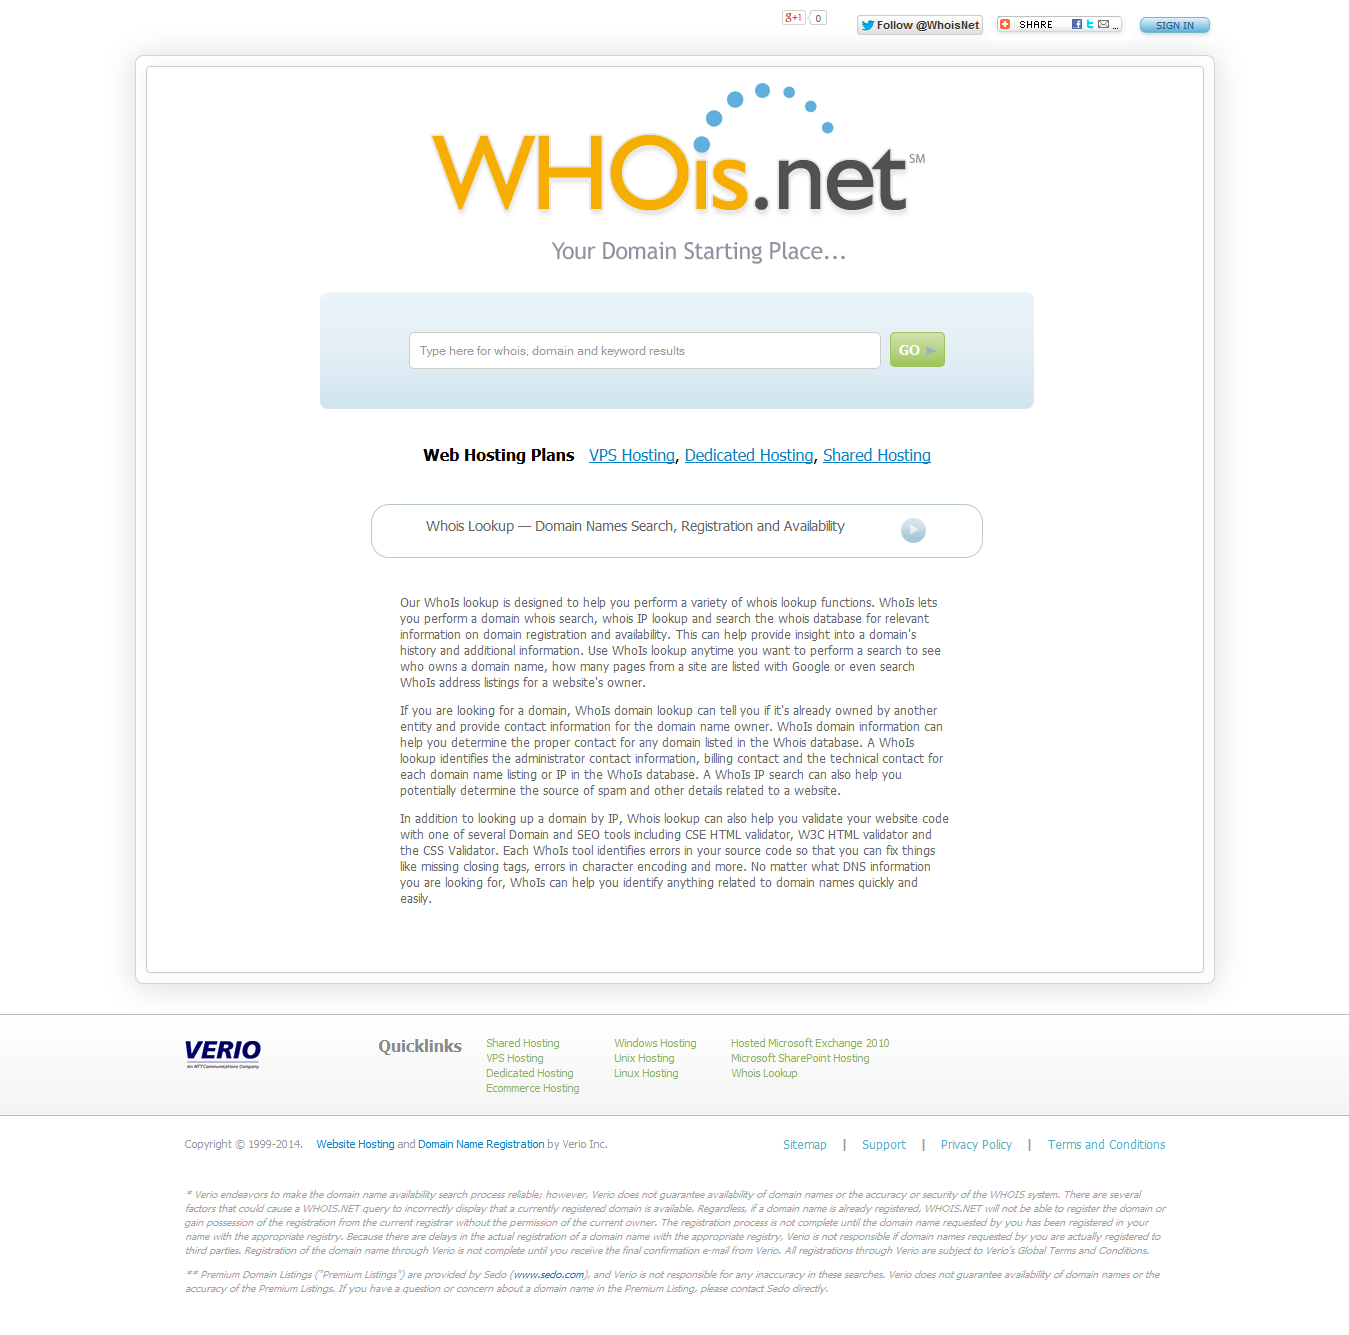 g+1 0 Follow @WhoisNet SHARE ... SIGN IN
WHOis.net SM
Your Domain Starting Place...
Type here for whois, domain and keyword results GO
Web Hosting Plans VPS Hosting, Dedicated Hosting, Shared Hosting
Whois Lookup — Domain Names Search, Registration and Availability
Our WhoIs lookup is designed to help you perform a variety of whois lookup functions. WhoIs lets
you perform a domain whois search, whois IP lookup and search the whois database for relevant
information on domain registration and availability. This can help provide insight into a domain's
history and additional information. Use WhoIs lookup anytime you want to perform a search to see
who owns a domain name, how many pages from a site are listed with Google or even search
WhoIs address listings for a website's owner.
If you are looking for a domain, WhoIs domain lookup can tell you if it's already owned by another
entity and provide contact information for the domain name owner. WhoIs domain information can
help you determine the proper contact for any domain listed in the Whois database. A WhoIs
lookup identifies the administrator contact information, billing contact and the technical contact for
each domain name listing or IP in the WhoIs database. A WhoIs IP search can also help you
potentially determine the source of spam and other details related to a website.
In addition to looking up a domain by IP, Whois lookup can also help you validate your website code
with one of several Domain and SEO tools including CSE HTML validator, W3C HTML validator and
the CSS Validator. Each WhoIs tool identifies errors in your source code so that you can fix things
like missing closing tags, errors in character encoding and more. No matter what DNS information
you are looking for, WhoIs can help you identify anything related to domain names quickly and
easily.
VERIO
An NTT Communications Company
Quicklinks
Shared Hosting
VPS Hosting
Dedicated Hosting
Ecommerce Hosting
Windows Hosting
Unix Hosting
Linux Hosting
Hosted Microsoft Exchange 2010
Microsoft SharePoint Hosting
Whois Lookup
Copyright © 1999-2014. Website Hosting and Domain Name Registration by Verio Inc.
Sitemap | Support | Privacy Policy | Terms and Conditions
* Verio endeavors to make the domain name availability search process reliable; however, Verio does not guarantee availability of domain names or the accuracy or security of the WHOIS system. There are several
factors that could cause a WHOIS.NET query to incorrectly display that a currently registered domain is available. Regardless, if a domain name is already registered, WHOIS.NET will not be able to register the domain or
gain possession of the registration from the current registrar without the permission of the current owner. The registration process is not complete until the domain name requested by you has been registered in your
name with the appropriate registry. Because there are delays in the actual registration of a domain name with the appropriate registry, Verio is not responsible if domain names requested by you are actually registered to
third parties. Registration of the domain name through Verio is not complete until you receive the final confirmation e-mail from Verio. All registrations through Verio are subject to Verio's Global Terms and Conditions.
** Premium Domain Listings ("Premium Listings") are provided by Sedo (www.sedo.com), and Verio is not responsible for any inaccuracy in these searches. Verio does not guarantee availability of domain names or the
accuracy of the Premium Listings. If you have a question or concern about a domain name in the Premium Listing, please contact Sedo directly.